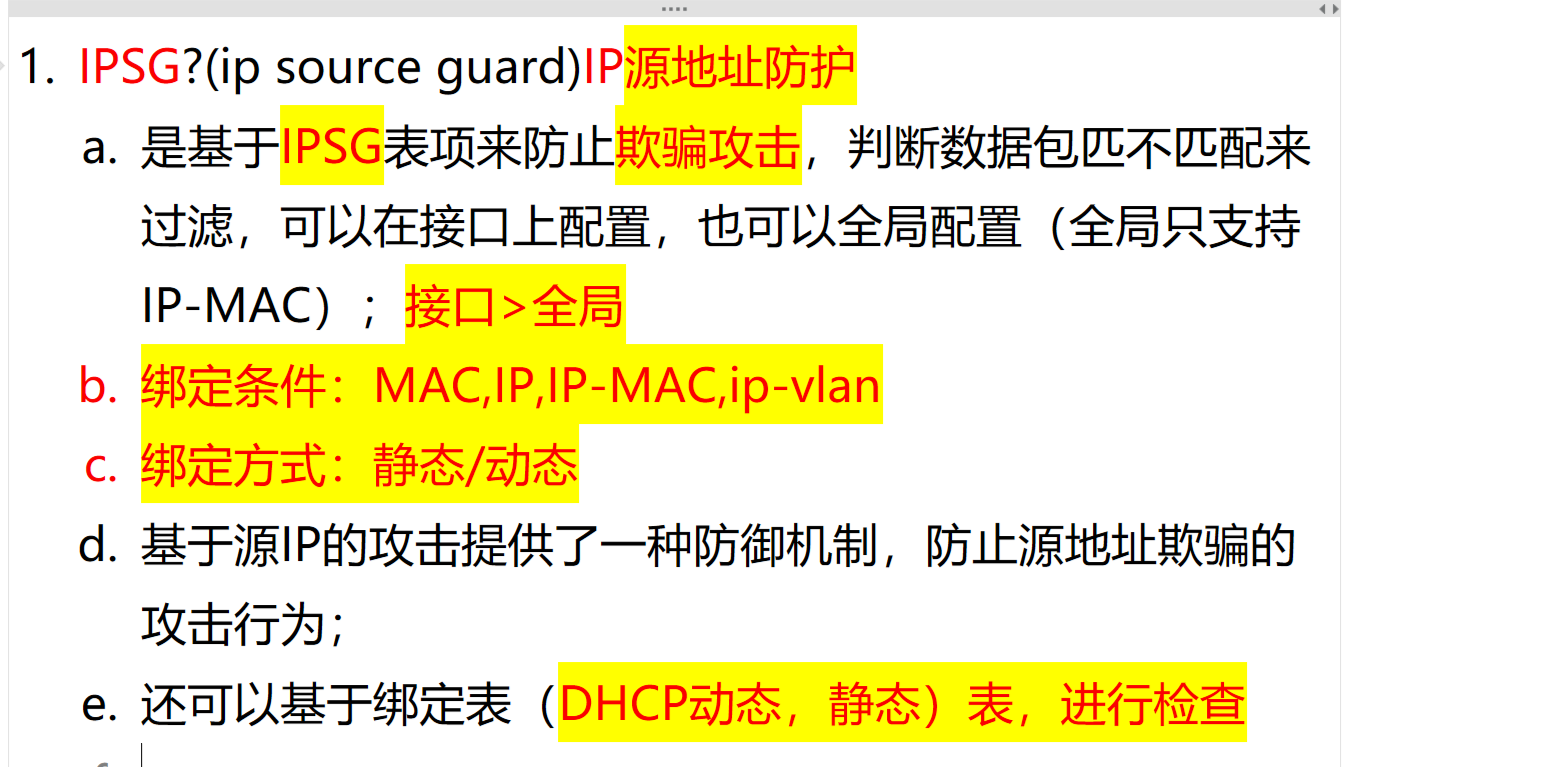 1. IPSG?(ip source guard)IP源地址防护
a. 是基于IPSG表项来防止欺骗攻击，判断数据包匹不匹配来
过滤，可以在接口上配置，也可以全局配置（全局只支持
IP-MAC）；接口>全局
b. 绑定条件：MAC,IP,IP-MAC,ip-vlan
c. 绑定方式：静态/动态
d. 基于源IP的攻击提供了一种防御机制，防止源地址欺骗的
攻击行为；
e. 还可以基于绑定表（DHCP动态，静态）表，进行检查